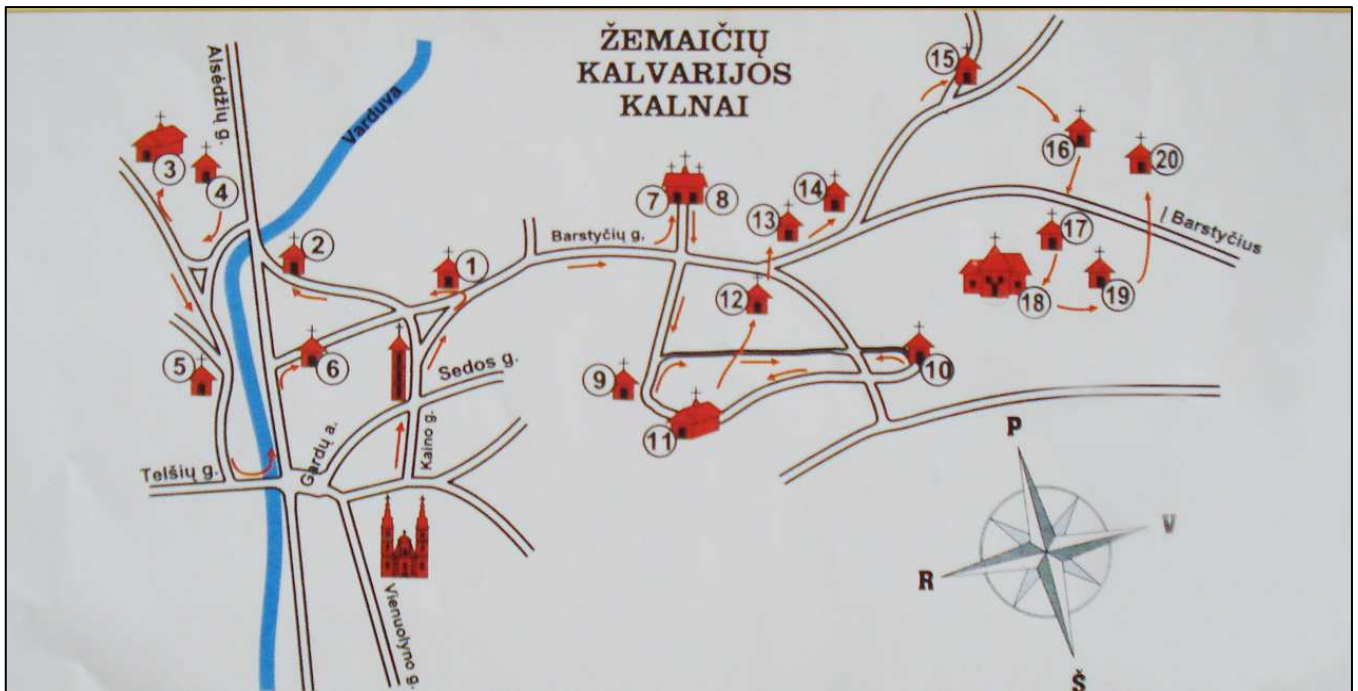 ŽEMAIČIŲ
KALVARIJOS
KALNAI
Alsėdžių g.
Varduva
3
4
2
1
5
6
Barstyčių g.
7
8
13
14
15
16
20
Į Barstyčius
17
18
19
12
9
10
11
Sedos g.
Kalno g.
Gardų a.
Telšių g.
Vienuolyno g.
P
V
R
Š